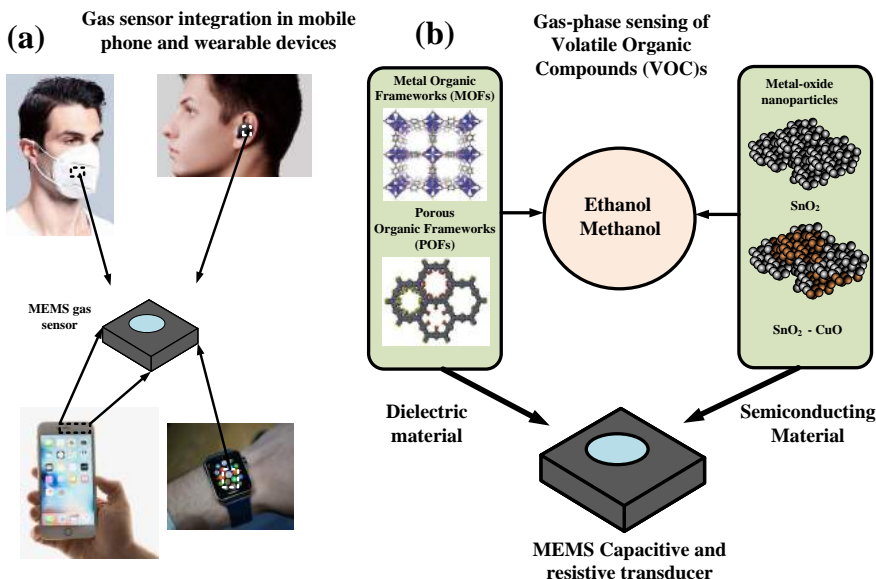 (a)
Gas sensor integration in mobile
phone and wearable devices
MEMS gas
sensor
(b)
Gas-phase sensing of
Volatile Organic
Compounds (VOC)s
Metal Organic
Frameworks (MOFs)
Porous
Organic Frameworks
(POFs)
Ethanol
Methanol
Metal-oxide
nanoparticles
SnO₂
SnO₂ - CuO
Dielectric
material
Semiconducting
Material
MEMS Capacitive and
resistive transducer